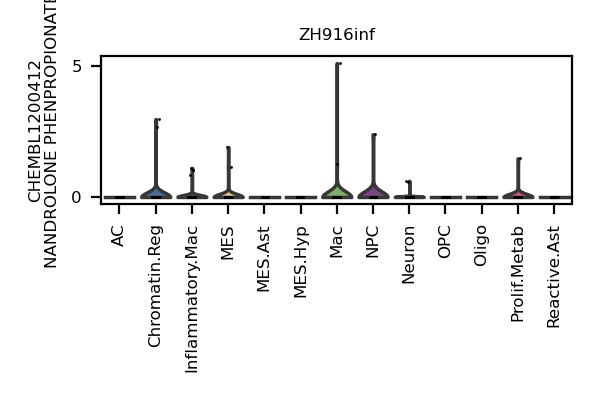 ZH916inf
CHEMBL1200412
NANDROLONE PHENPROPIONATE
5
0
AC
Chromatin.Reg
Inflammatory.Mac
MES
MES.Ast
MES.Hyp
Mac
NPC
Neuron
OPC
Oligo
Prolif.Metab
Reactive.Ast